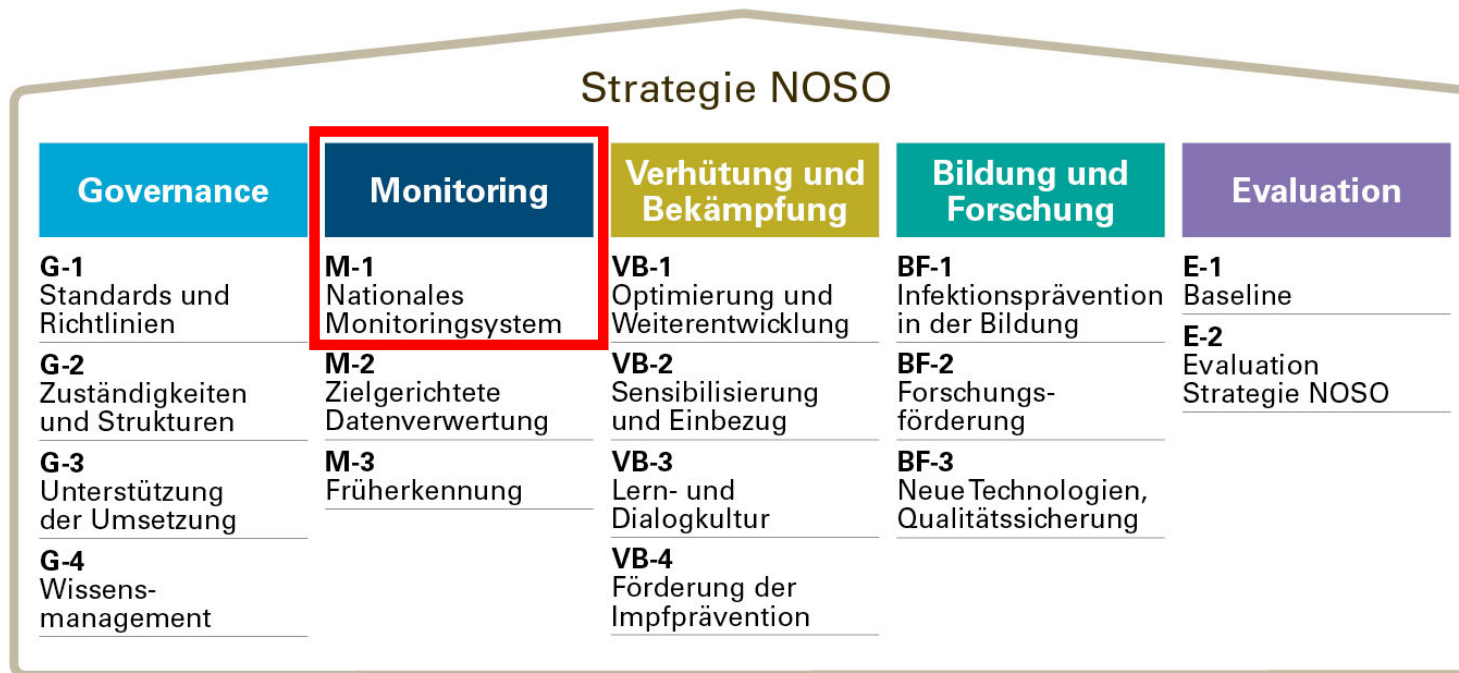 Strategie NOSO
Governance
G-1
Standards und
Richtlinien
G-2
Zuständigkeiten
und Strukturen
G-3
Unterstützung
der Umsetzung
G-4
Wissens-
management
Monitoring
M-1
Nationales
Monitoringsystem
M-2
Zielgerichtete
Datenverwertung
M-3
Früherkennung
Verhütung und
Bekämpfung
VB-1
Optimierung und
Weiterentwicklung
VB-2
Sensibilisierung
und Einbezug
VB-3
Lern- und
Dialogkultur
VB-4
Förderung der
Impfprävention
Bildung und
Forschung
BF-1
Infektionsprävention
in der Bildung
BF-2
Forschungs-
förderung
BF-3
Neue Technologien,
Qualitätssicherung
Evaluation
E-1
Baseline
E-2
Evaluation
Strategie NOSO